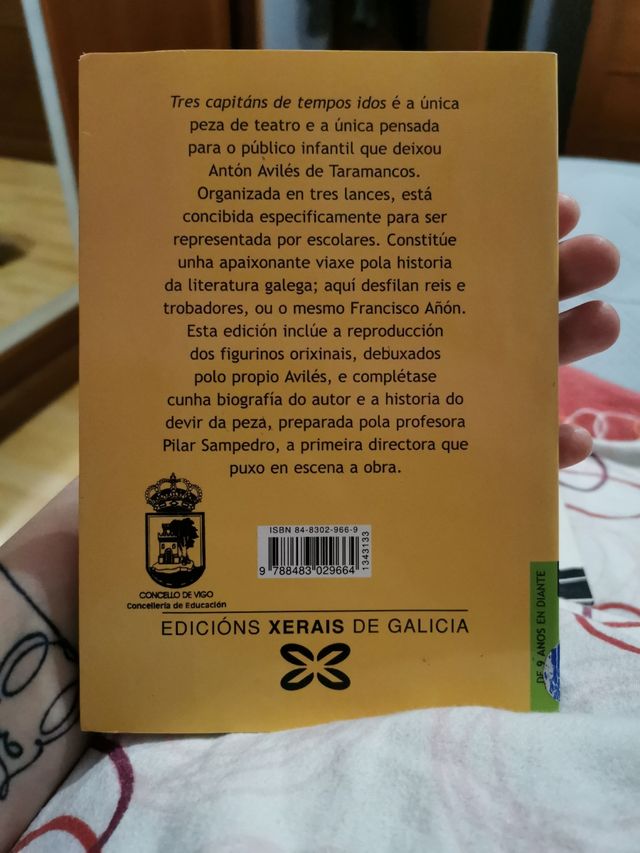 Tres capitáns de tempos idos é a única
peza de teatro e a única pensada
para o público infantil que deixou
Antón Avilés de Taramancos.
Organizada en tres lances, está
concibida especificamente para ser
representada por escolares. Constitúe
unha apaixonante viaxe pola historia
da literatura galega; aquí desfilan reis e
trobadores, ou o mesmo Francisco Añón.
Esta edición inclúe a reproducción
dos figurinos orixinais, debuxados
polo propio Avilés, e complétase
cunha biografía do autor e a historia do
devir da peza, preparada pola profesora
Pilar Sampedro, a primeira directora que
puxo en escena a obra.
ISBN 84-8302-966-9
9 788483 029664
1343133
CONCELLO DE VIGO
Concellería de Educación
EDICIÓNS XERAIS DE GALICIA
DE 9 ANOS EN DIANTE